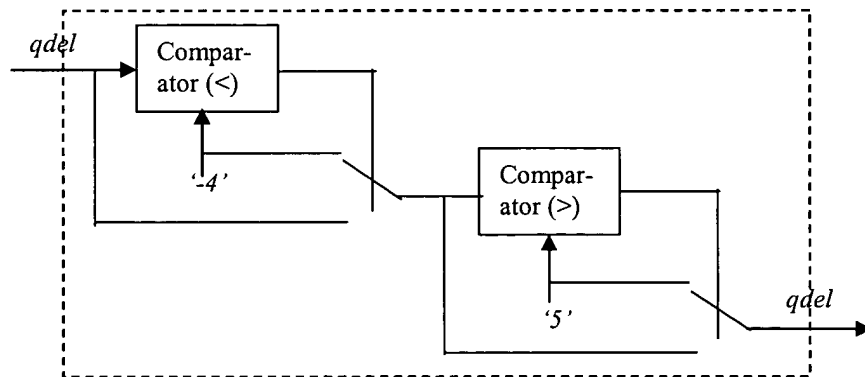 qdel
Compar-
ator (<)
‘-4’
Compar-
ator (>)
‘5’
qdel